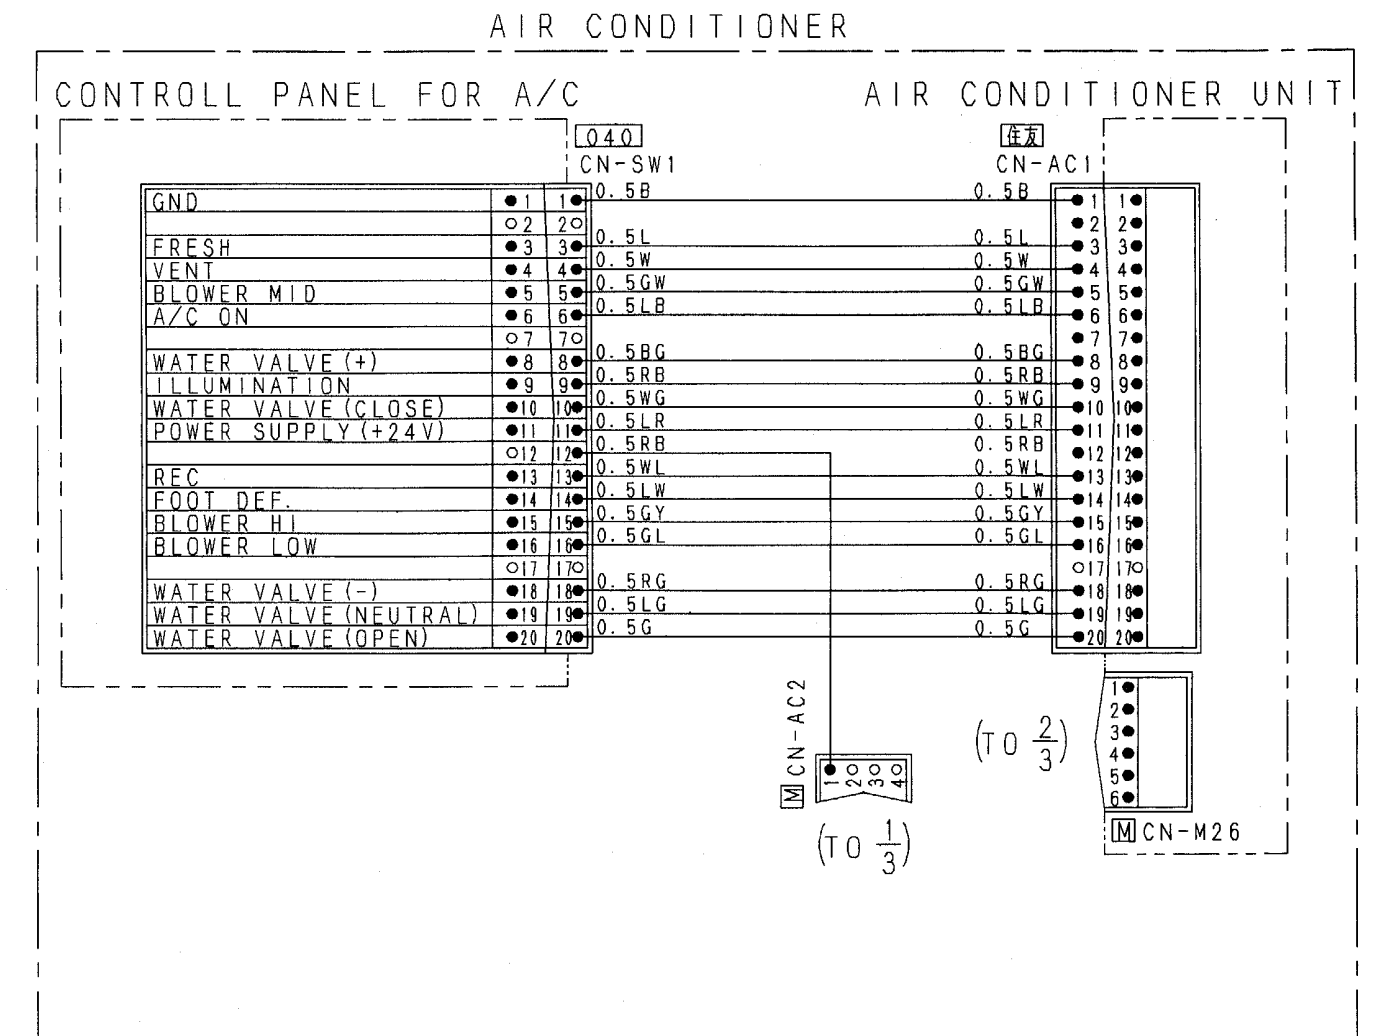 AIR CONDITIONER
CONTROLL PANEL FOR A/C
AIR CONDITIONER UNIT
040
CN-SW1
住友
CN-AC1
GND 1 1 0.5B 0.5B 1 1
2 2 2 2
FRESH 3 3 0.5L 0.5L 3 3
VENT 4 4 0.5W 0.5W 4 4
BLOWER MID 5 5 0.5GW 0.5GW 5 5
A/C ON 6 6 0.5LB 0.5LB 6 6
7 7 7 7
WATER VALVE(+) 8 8 0.5BG 0.5BG 8 8
ILLUMINATION 9 9 0.5RB 0.5RB 9 9
WATER VALVE(CLOSE) 10 10 0.5WG 0.5WG 10 10
POWER SUPPLY(+24V) 11 11 0.5LR 0.5LR 11 11
12 12 0.5RB 0.5RB 12 12
REC 13 13 0.5WL 0.5WL 13 13
FOOT DEF. 14 14 0.5LW 0.5LW 14 14
BLOWER HI 15 15 0.5GY 0.5GY 15 15
BLOWER LOW 16 16 0.5GL 0.5GL 16 16
17 17 17 17
WATER VALVE(-) 18 18 0.5RG 0.5RG 18 18
WATER VALVE(NEUTRAL) 19 19 0.5LG 0.5LG 19 19
WATER VALVE(OPEN) 20 20 0.5G 0.5G 20 20
M CN-AC2
1 2 3 4
(TO 1/3)
(TO 2/3)
1
2
3
4
5
6
M CN-M26